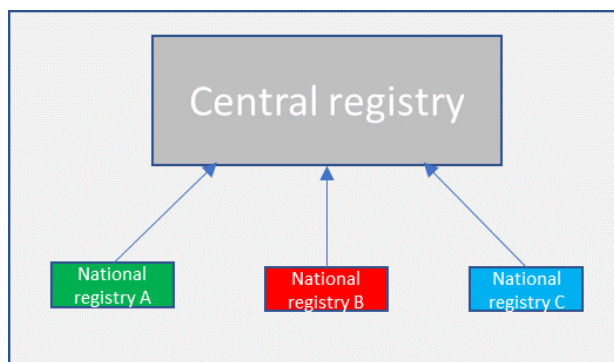 Central registry
National
registry A
National
registry B
National
registry C